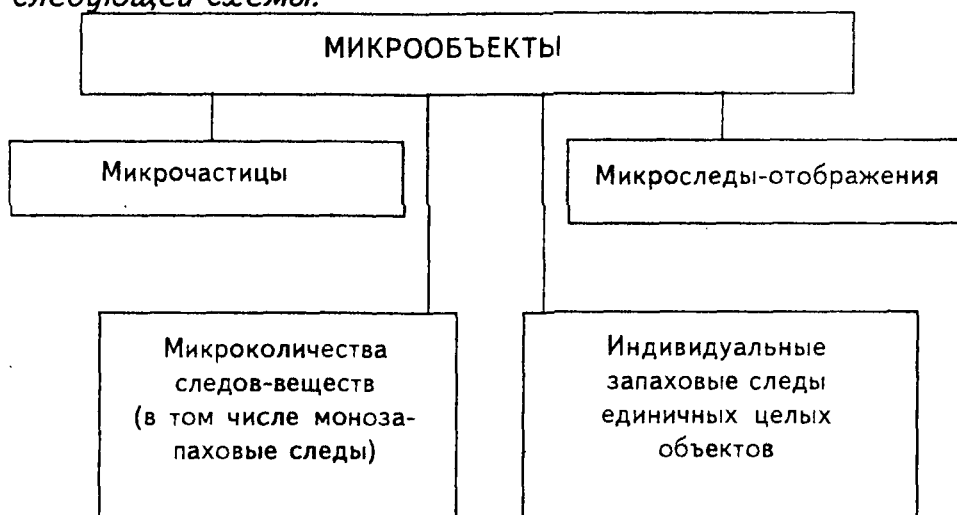 следующей схемы:
МИКРООБЪЕКТЫ
Микрочастицы
Микроследы-отображения
Микроколичества
следов-веществ
(в том числе моноза-
паховые следы)
Индивидуальные
запаховые следы
единичных целых
объектов